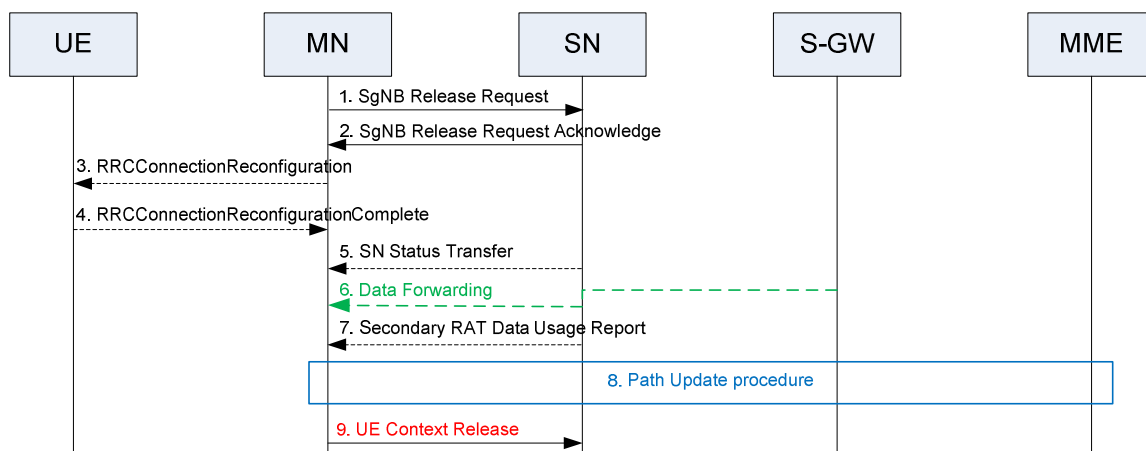 UE
MN
SN
S-GW
MME
1. SgNB Release Request
2. SgNB Release Request Acknowledge
3. RRCConnectionReconfiguration
4. RRCConnectionReconfigurationComplete
5. SN Status Transfer
6. Data Forwarding
7. Secondary RAT Data Usage Report
8. Path Update procedure
9. UE Context Release